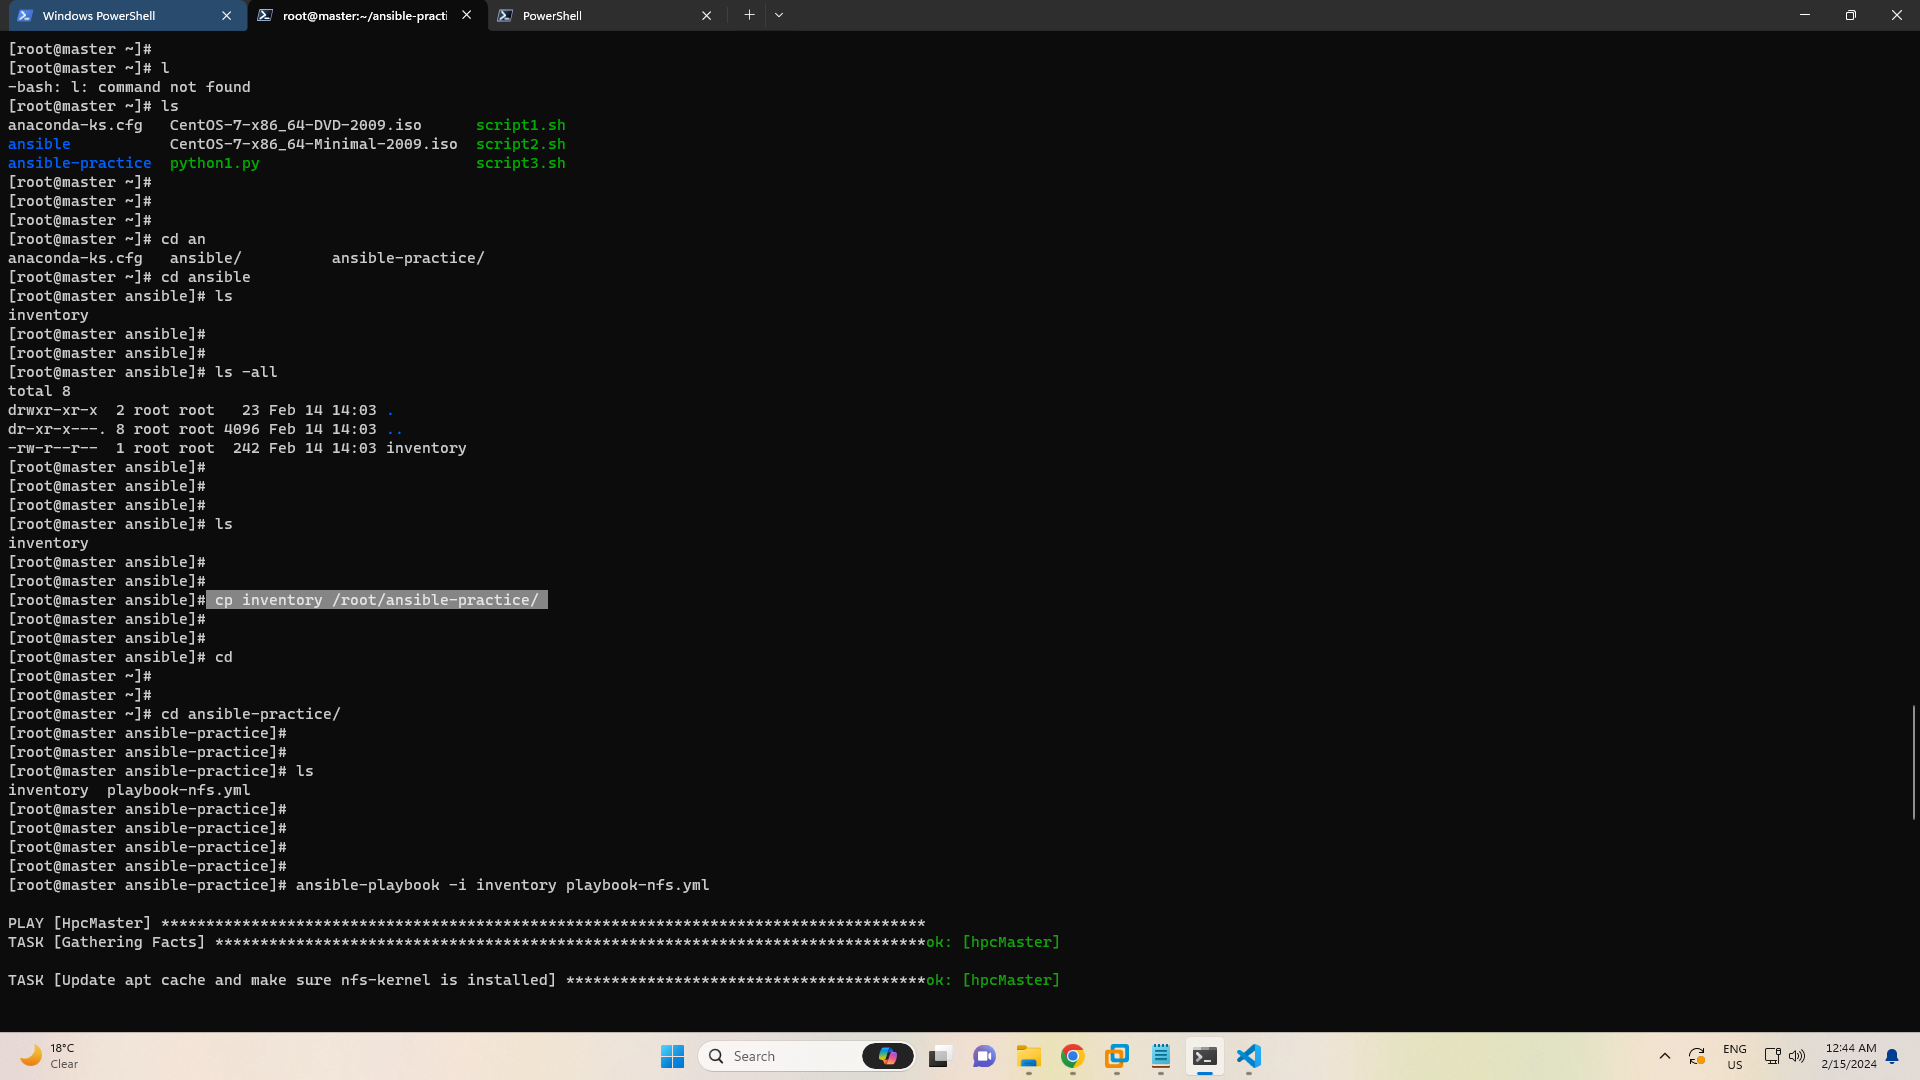 Windows PowerShell
root@master:~/ansible-practi
PowerShell
[root@master ~]#
[root@master ~]# l
-bash: l: command not found
[root@master ~]# ls
anaconda-ks.cfg   CentOS-7-x86_64-DVD-2009.iso      script1.sh
ansible           CentOS-7-x86_64-Minimal-2009.iso  script2.sh
ansible-practice  python1.py                        script3.sh
[root@master ~]#
[root@master ~]#
[root@master ~]#
[root@master ~]# cd an
anaconda-ks.cfg   ansible/          ansible-practice/
[root@master ~]# cd ansible
[root@master ansible]# ls
inventory
[root@master ansible]#
[root@master ansible]#
[root@master ansible]# ls -all
total 8
drwxr-xr-x  2 root root   23 Feb 14 14:03 .
dr-xr-x---. 8 root root 4096 Feb 14 14:03 ..
-rw-r--r--  1 root root  242 Feb 14 14:03 inventory
[root@master ansible]#
[root@master ansible]#
[root@master ansible]#
[root@master ansible]# ls
inventory
[root@master ansible]#
[root@master ansible]#
[root@master ansible]# cp inventory /root/ansible-practice/
[root@master ansible]#
[root@master ansible]#
[root@master ansible]# cd
[root@master ~]#
[root@master ~]#
[root@master ~]# cd ansible-practice/
[root@master ansible-practice]#
[root@master ansible-practice]#
[root@master ansible-practice]# ls
inventory  playbook-nfs.yml
[root@master ansible-practice]#
[root@master ansible-practice]#
[root@master ansible-practice]#
[root@master ansible-practice]#
[root@master ansible-practice]# ansible-playbook -i inventory playbook-nfs.yml
PLAY [HpcMaster] *************************************************************************************
TASK [Gathering Facts] *******************************************************************************ok: [hpcMaster]
TASK [Update apt cache and make sure nfs-kernel is installed] ****************************************ok: [hpcMaster]
18°C
Clear
Search
ENG
US
12:44 AM
2/15/2024